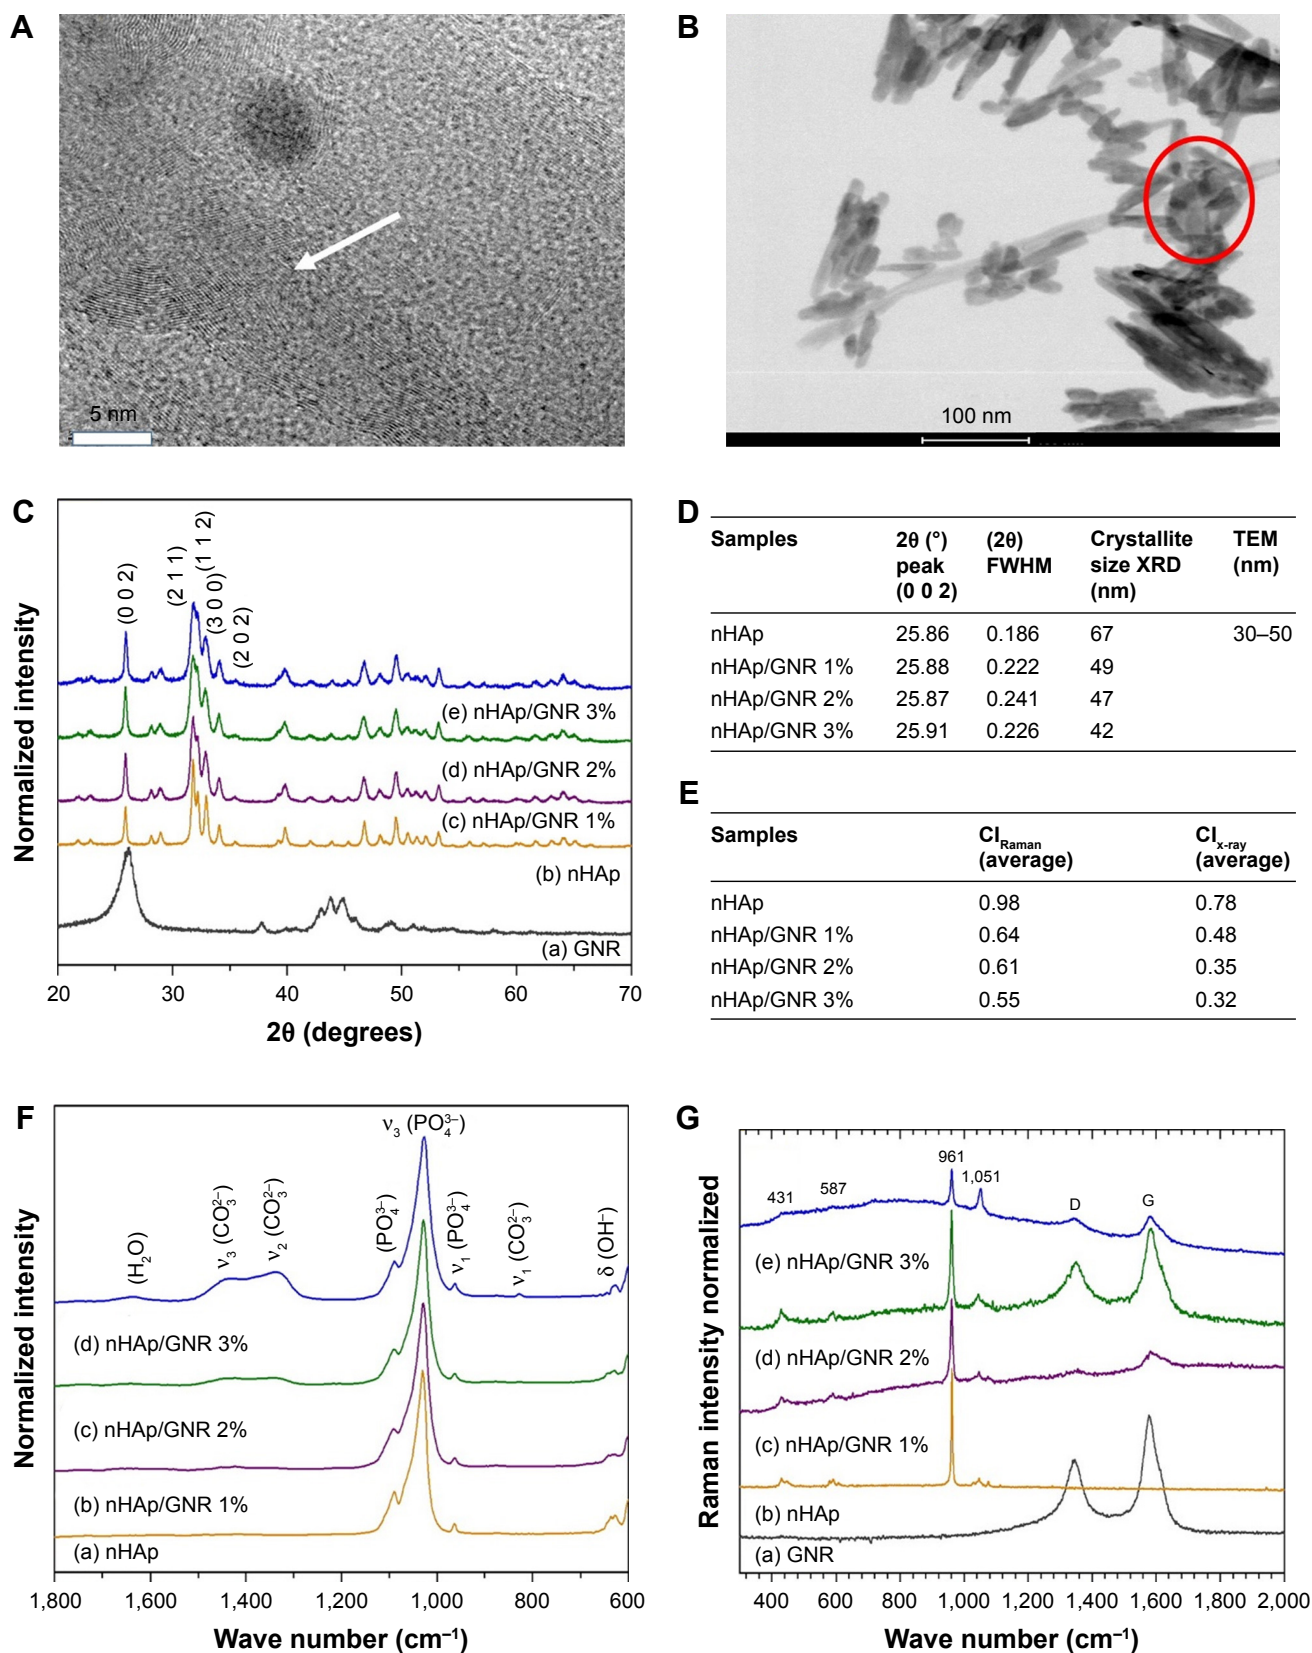 A
5 nm
B
100 nm
C
Normalized intensity
(0 0 2)
(2 1 1)
(1 1 2)
(3 0 0)
(2 0 2)
(e) nHAp/GNR 3%
(d) nHAp/GNR 2%
(c) nHAp/GNR 1%
(b) nHAp
(a) GNR
20 30 40 50 60 70
2θ (degrees)
D
Samples 2θ (°) peak (0 0 2) (2θ) FWHM Crystallite size XRD (nm) TEM (nm)
nHAp 25.86 0.186 67 30–50
nHAp/GNR 1% 25.88 0.222 49
nHAp/GNR 2% 25.87 0.241 47
nHAp/GNR 3% 25.91 0.226 42
E
Samples CI_Raman (average) CI_x-ray (average)
nHAp 0.98 0.78
nHAp/GNR 1% 0.64 0.48
nHAp/GNR 2% 0.61 0.35
nHAp/GNR 3% 0.55 0.32
F
Normalized intensity
(H₂O)
ν₃ (CO₃²⁻)
ν₂ (CO₃²⁻)
(PO₄³⁻)
ν₃ (PO₄³⁻)
ν₁ (PO₄³⁻)
ν₁ (CO₃²⁻)
δ (OH⁻)
(d) nHAp/GNR 3%
(c) nHAp/GNR 2%
(b) nHAp/GNR 1%
(a) nHAp
1,800 1,600 1,400 1,200 1,000 800 600
Wave number (cm⁻¹)
G
Raman intensity normalized
431
587
961
1,051
D
G
(e) nHAp/GNR 3%
(d) nHAp/GNR 2%
(c) nHAp/GNR 1%
(b) nHAp
(a) GNR
400 600 800 1,000 1,200 1,400 1,600 1,800 2,000
Wave number (cm⁻¹)